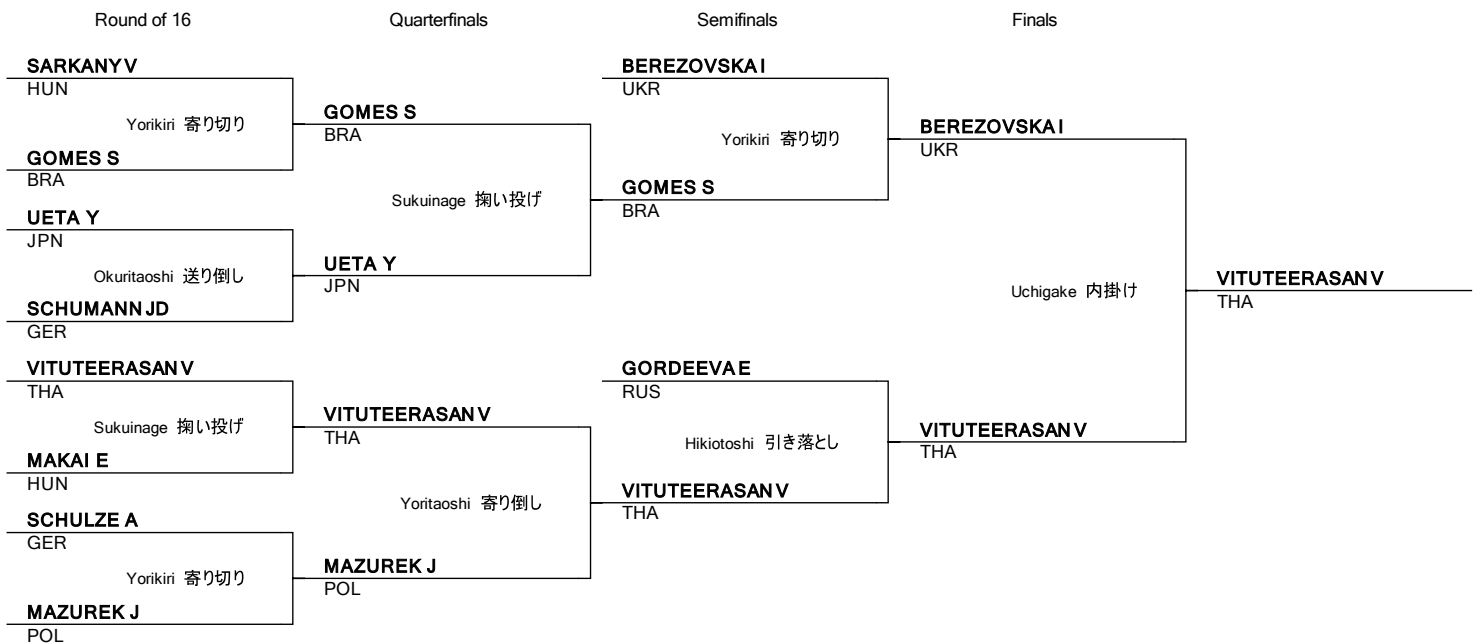 Round of 16
Quarterfinals
Semifinals
Finals
SARKANY V
HUN
Yorikiri 寄り切り
GOMES S
BRA
UETA Y
JPN
Okuritaoshi 送り倒し
SCHUMANN JD
GER
VITUTEERASAN V
THA
Sukuinage 掬い投げ
MAKAI E
HUN
SCHULZE A
GER
Yorikiri 寄り切り
MAZUREK J
POL
GOMES S
BRA
Sukuinage 掬い投げ
UETA Y
JPN
VITUTEERASAN V
THA
Yoritaoshi 寄り倒し
MAZUREK J
POL
BEREZOVSKA I
UKR
Yorikiri 寄り切り
GOMES S
BRA
GORDEEVA E
RUS
Hikiotoshi 引き落とし
VITUTEERASAN V
THA
BEREZOVSKA I
UKR
Uchigake 内掛け
VITUTEERASAN V
THA
VITUTEERASAN V
THA